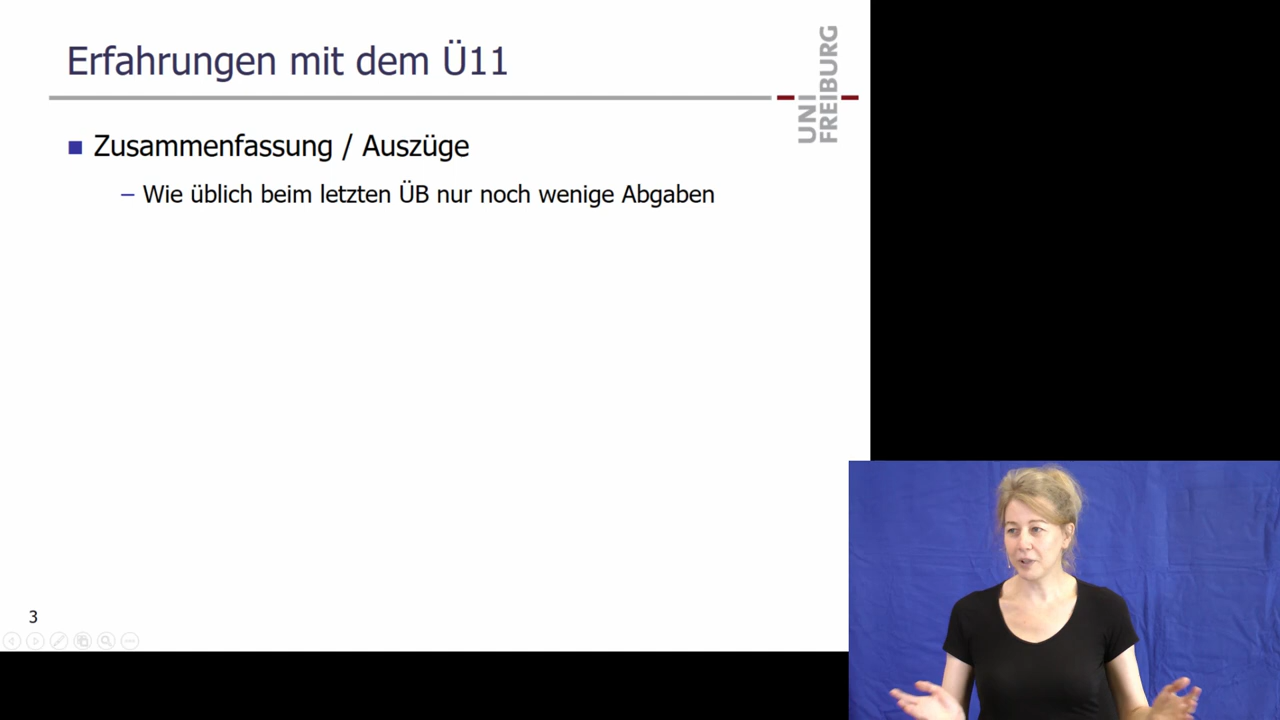 Erfahrungen mit dem Ü11
UNI
FREIBURG
Zusammenfassung / Auszüge
– Wie üblich beim letzten ÜB nur noch wenige Abgaben
3